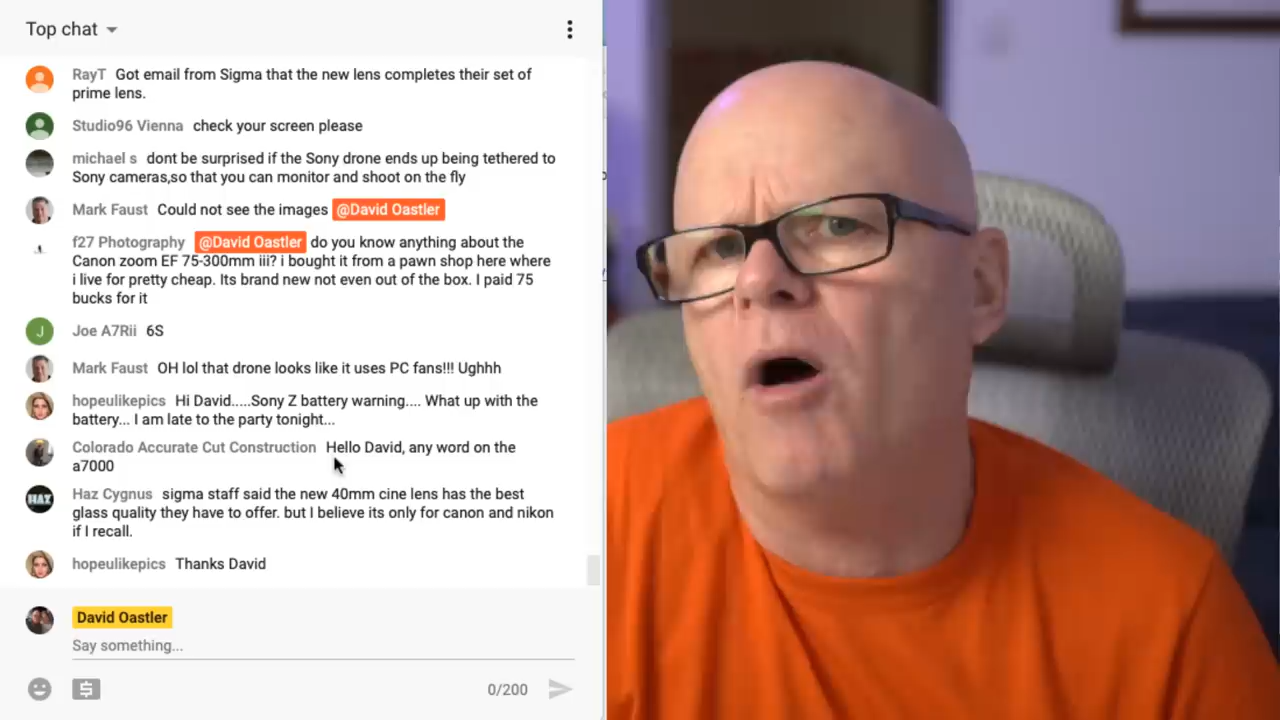 Top chat
RayT Got email from Sigma that the new lens completes their set of
prime lens.
Studio96 Vienna check your screen please
michael s dont be surprised if the Sony drone ends up being tethered to
Sony cameras,so that you can monitor and shoot on the fly
Mark Faust Could not see the images @David Oastler
f27 Photography @David Oastler do you know anything about the
Canon zoom EF 75-300mm iii? i bought it from a pawn shop here where
i live for pretty cheap. Its brand new not even out of the box. I paid 75
bucks for it
J Joe A7Rii 6S
Mark Faust OH lol that drone looks like it uses PC fans!!! Ughhh
hopeulikepics Hi David.....Sony Z battery warning.... What up with the
battery... I am late to the party tonight...
Colorado Accurate Cut Construction Hello David, any word on the
a7000
HAZ Haz Cygnus sigma staff said the new 40mm cine lens has the best
glass quality they have to offer. but I believe its only for canon and nikon
if I recall.
hopeulikepics Thanks David
David Oastler
Say something...
0/200